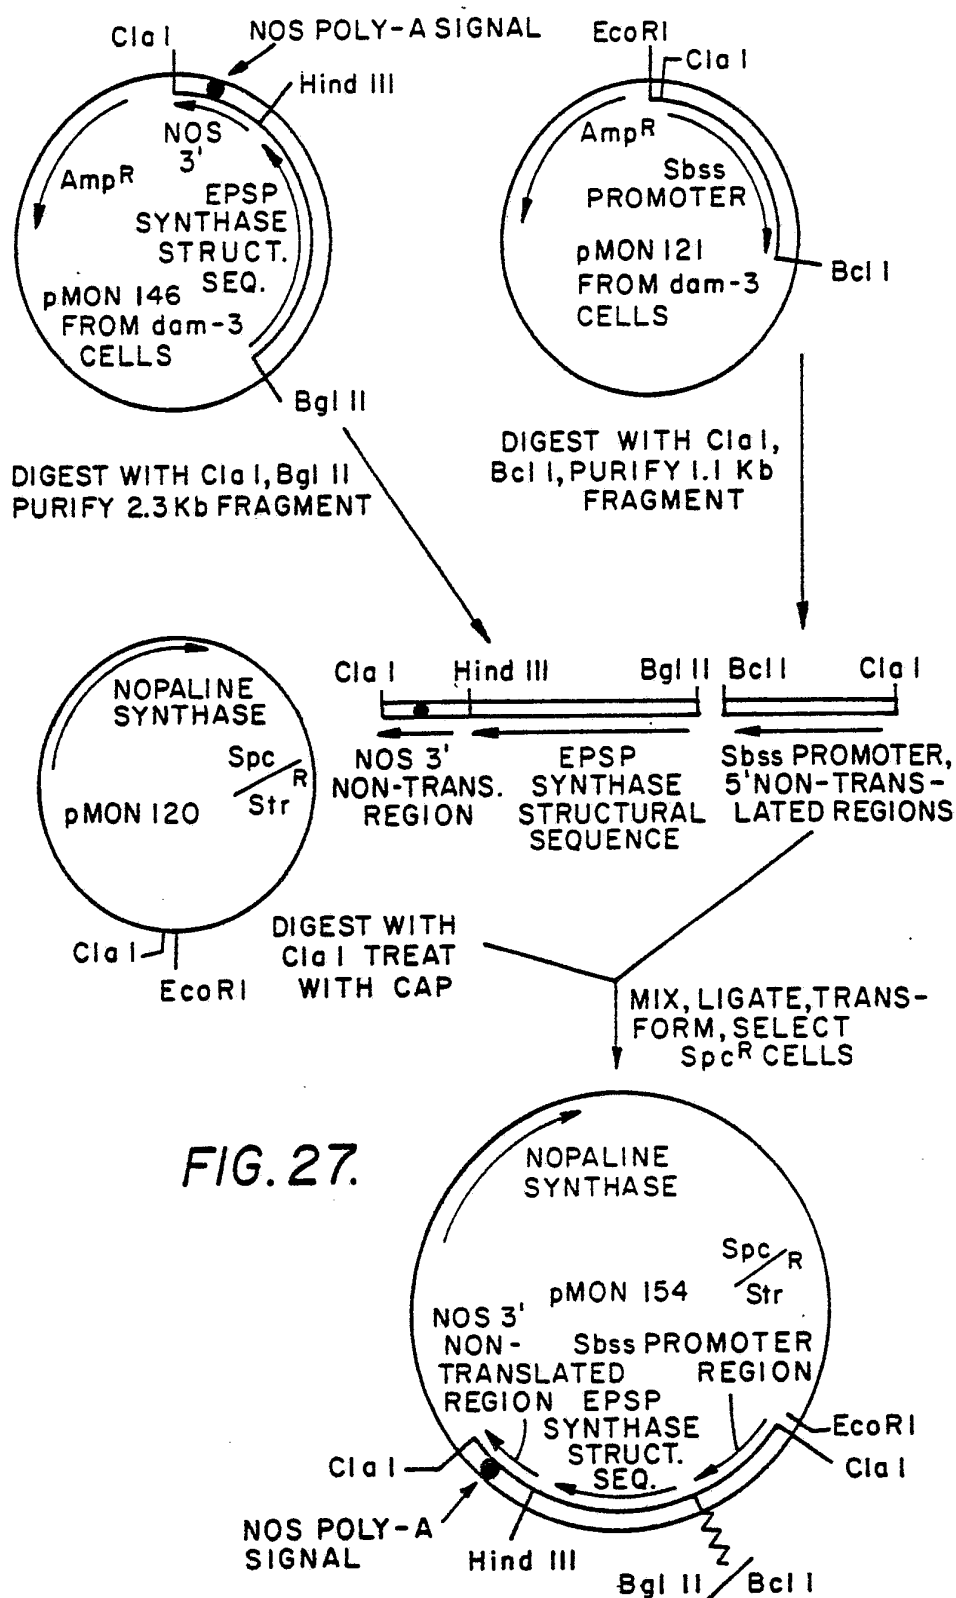 Cla I
NOS POLY-A SIGNAL
Hind III
NOS
3'
AmpR
EPSP
SYNTHASE
STRUCT.
SEQ.
pMON 146
FROM dam-3
CELLS
Bgl II
EcoRI
Cla I
AmpR
Sbss
PROMOTER
pMON 121
FROM dam-3
CELLS
Bcl I
DIGEST WITH Cla I, Bgl II
PURIFY 2.3Kb FRAGMENT
DIGEST WITH Cla I,
Bcl I, PURIFY 1.1 Kb
FRAGMENT
NOPALINE
SYNTHASE
Spc
R
Str
pMON 120
Cla I
EcoRI
Cla I
Hind III
Bgl II
Bcl I
Cla I
NOS 3'
NON-TRANS.
REGION
EPSP
SYNTHASE
STRUCTURAL
SEQUENCE
Sbss PROMOTER,
5'NON-TRANS-
LATED REGIONS
DIGEST WITH
Cla I TREAT
WITH CAP
MIX, LIGATE, TRANS-
FORM, SELECT
SpcR CELLS
FIG. 27.
NOPALINE
SYNTHASE
Spc
R
Str
pMON 154
NOS 3'
NON-
TRANSLATED
REGION
Sbss PROMOTER
REGION
EPSP
SYNTHASE
STRUCT.
SEQ.
EcoRI
Cla I
Cla I
NOS POLY-A
SIGNAL
Hind III
Bgl II/Bcl I